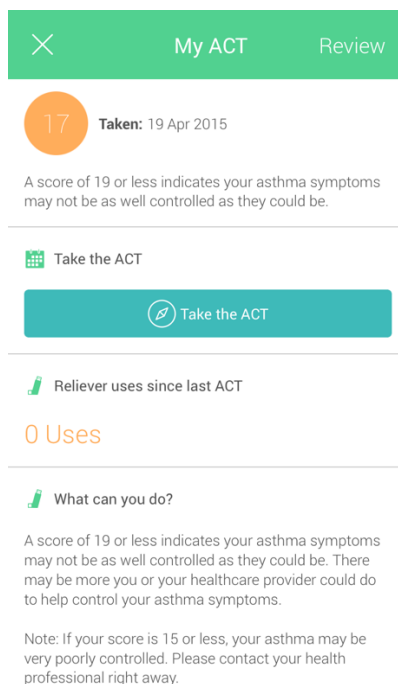 My ACT
Review
17
Taken: 19 Apr 2015
A score of 19 or less indicates your asthma symptoms
may not be as well controlled as they could be.
Take the ACT
Take the ACT
Reliever uses since last ACT
0 Uses
What can you do?
A score of 19 or less indicates your asthma symptoms
may not be as well controlled as they could be. There
may be more you or your healthcare provider could do
to help control your asthma symptoms.
Note: If your score is 15 or less, your asthma may be
very poorly controlled. Please contact your health
professional right away.